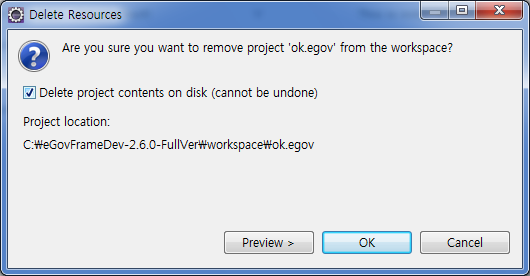 Delete Resources
Are you sure you want to remove project 'ok.egov' from the workspace?
Delete project contents on disk (cannot be undone)
Project location:
C:₩eGovFrameDev-2.6.0-FullVer₩workspace₩ok.egov
Preview >
OK
Cancel